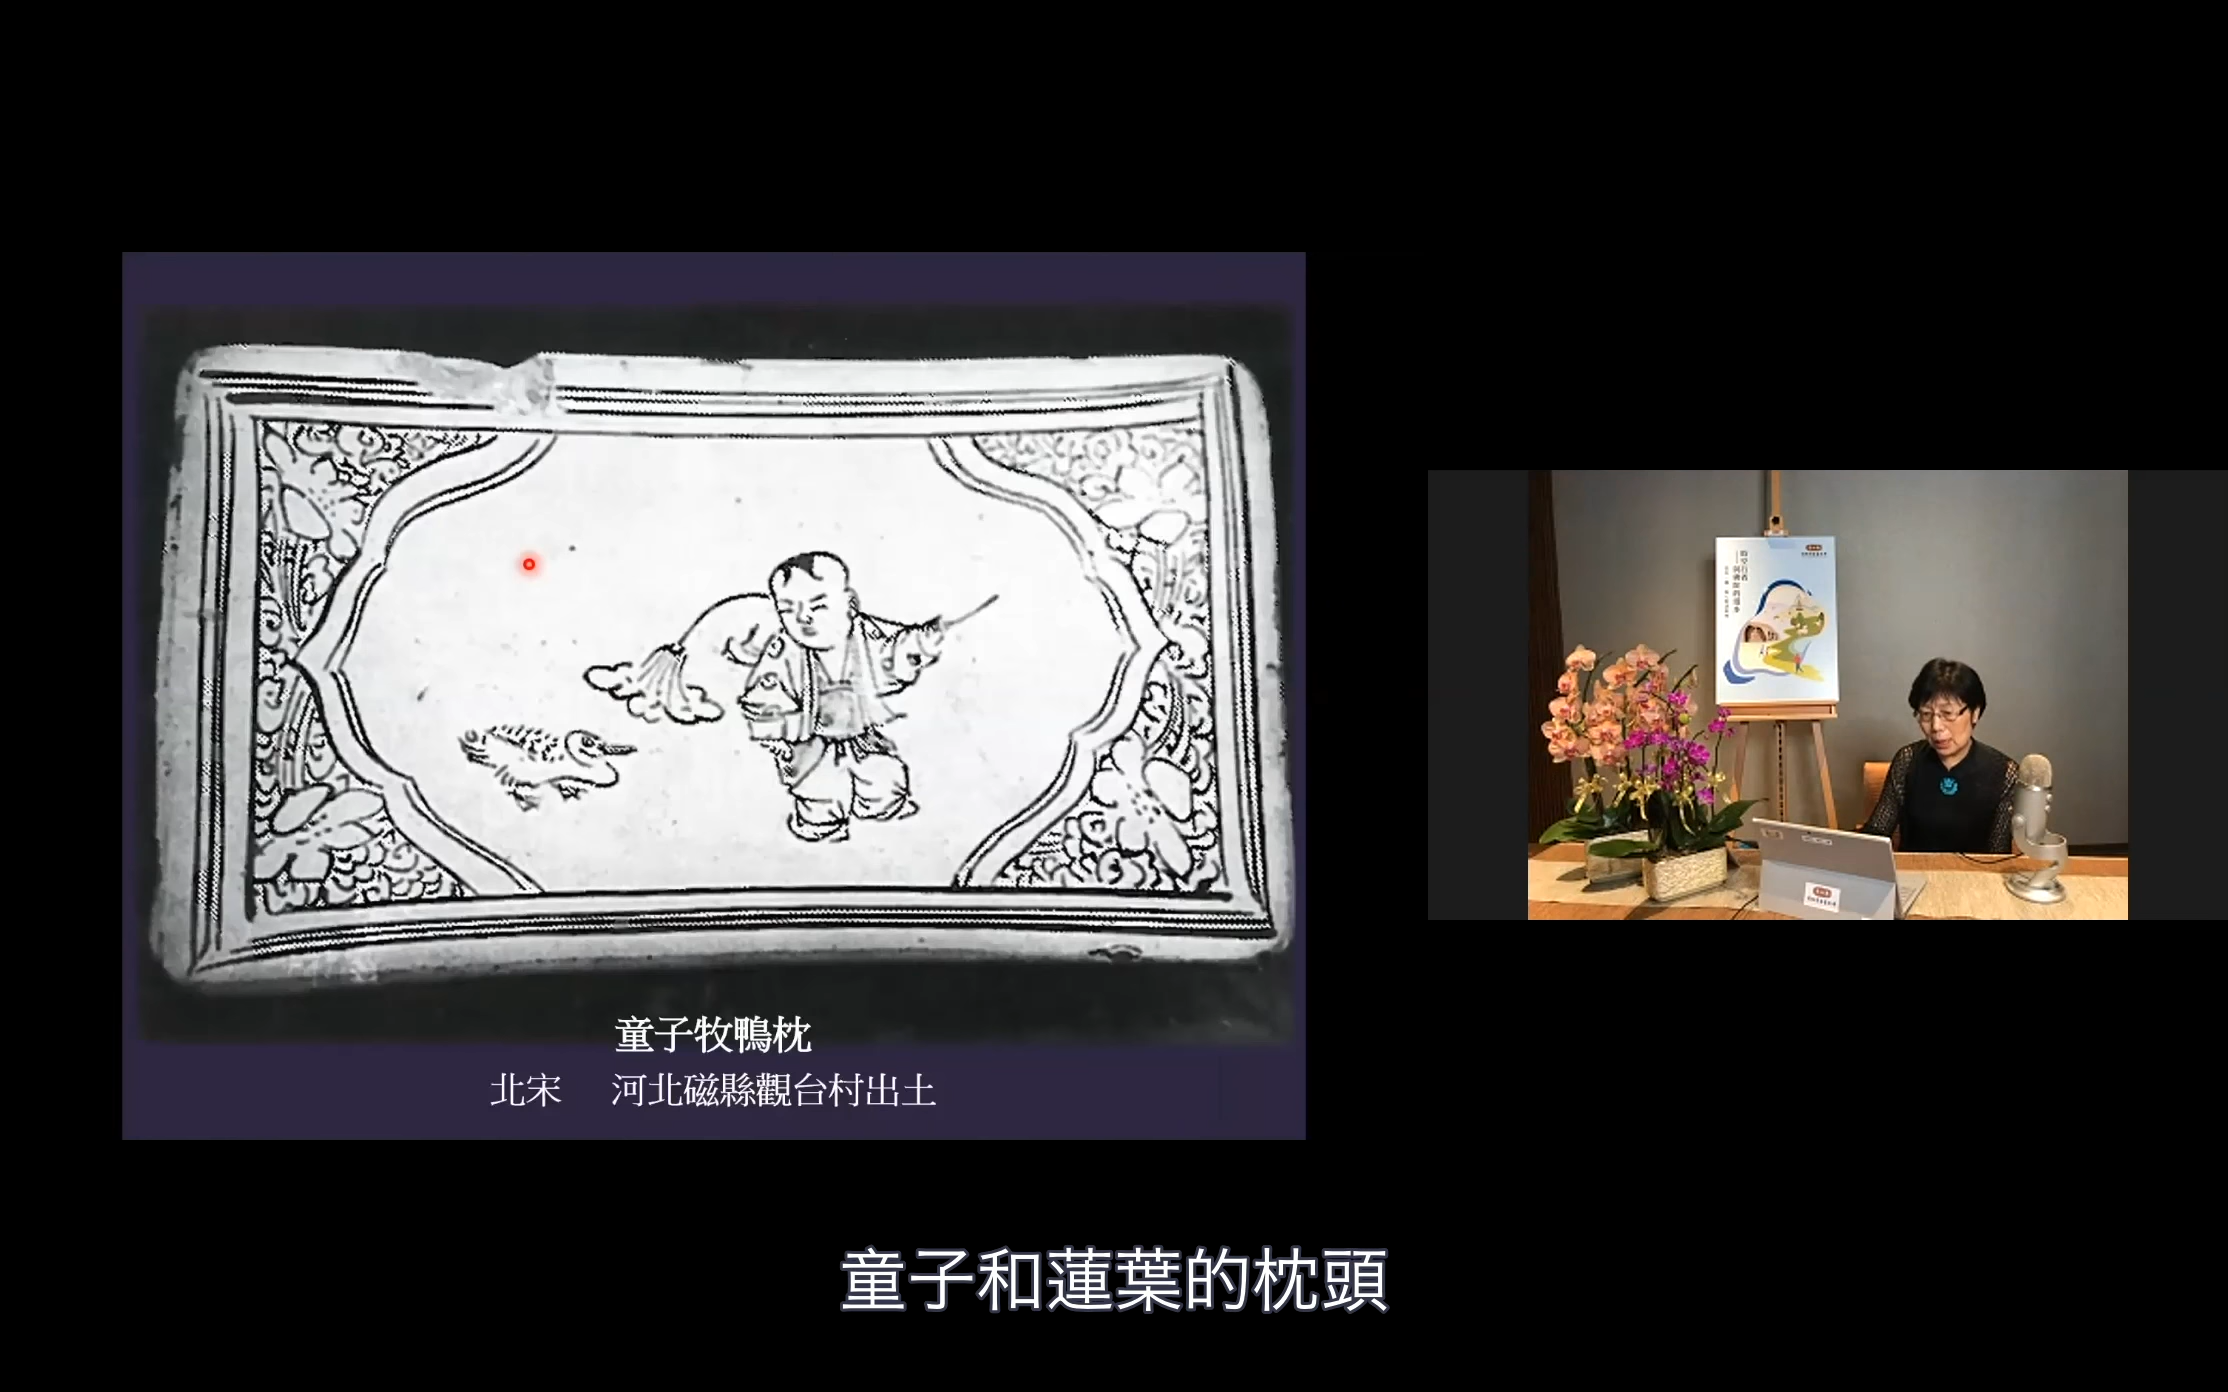 童子牧鴨枕
北宋 河北磁縣觀台村出土
童子和蓮葉的枕頭